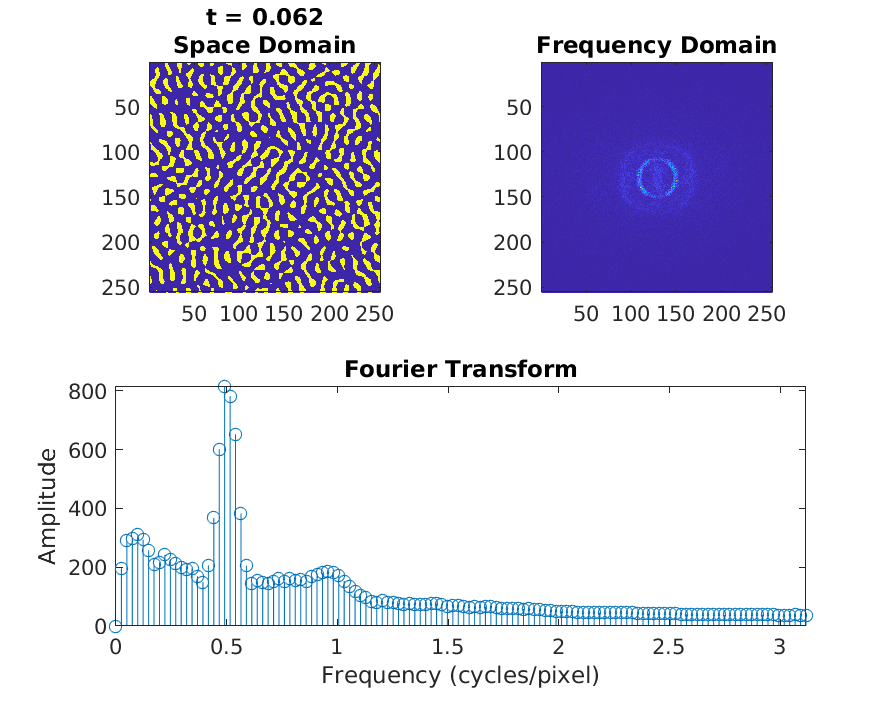 t = 0.062
Space Domain
Frequency Domain
50
100
150
200
250
50 100 150 200 250
50
100
150
200
250
50 100 150 200 250
Fourier Transform
Amplitude
800
600
400
200
0
0 0.5 1 1.5 2 2.5 3
Frequency (cycles/pixel)